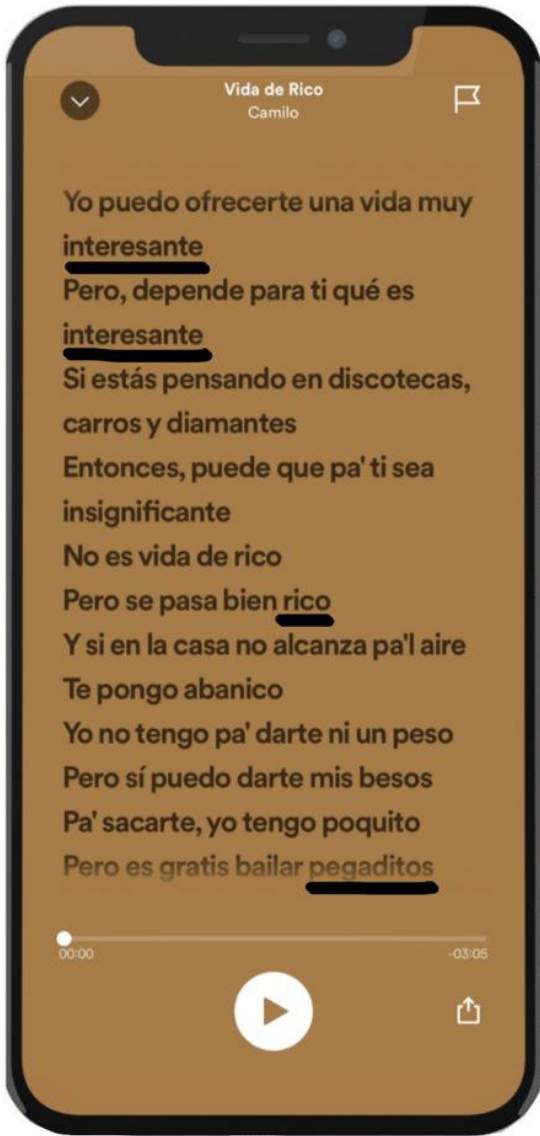 Vida de Rico
Camilo
Yo puedo ofrecerte una vida muy
interesante
Pero, depende para ti qué es
interesante
Si estás pensando en discotecas,
carros y diamantes
Entonces, puede que pa' ti sea
insignificante
No es vida de rico
Pero se pasa bien rico
Y si en la casa no alcanza pa'l aire
Te pongo abanico
Yo no tengo pa' darte ni un peso
Pero sí puedo darte mis besos
Pa' sacarte, yo tengo poquito
Pero es gratis bailar pegaditos
00:00 -03:05